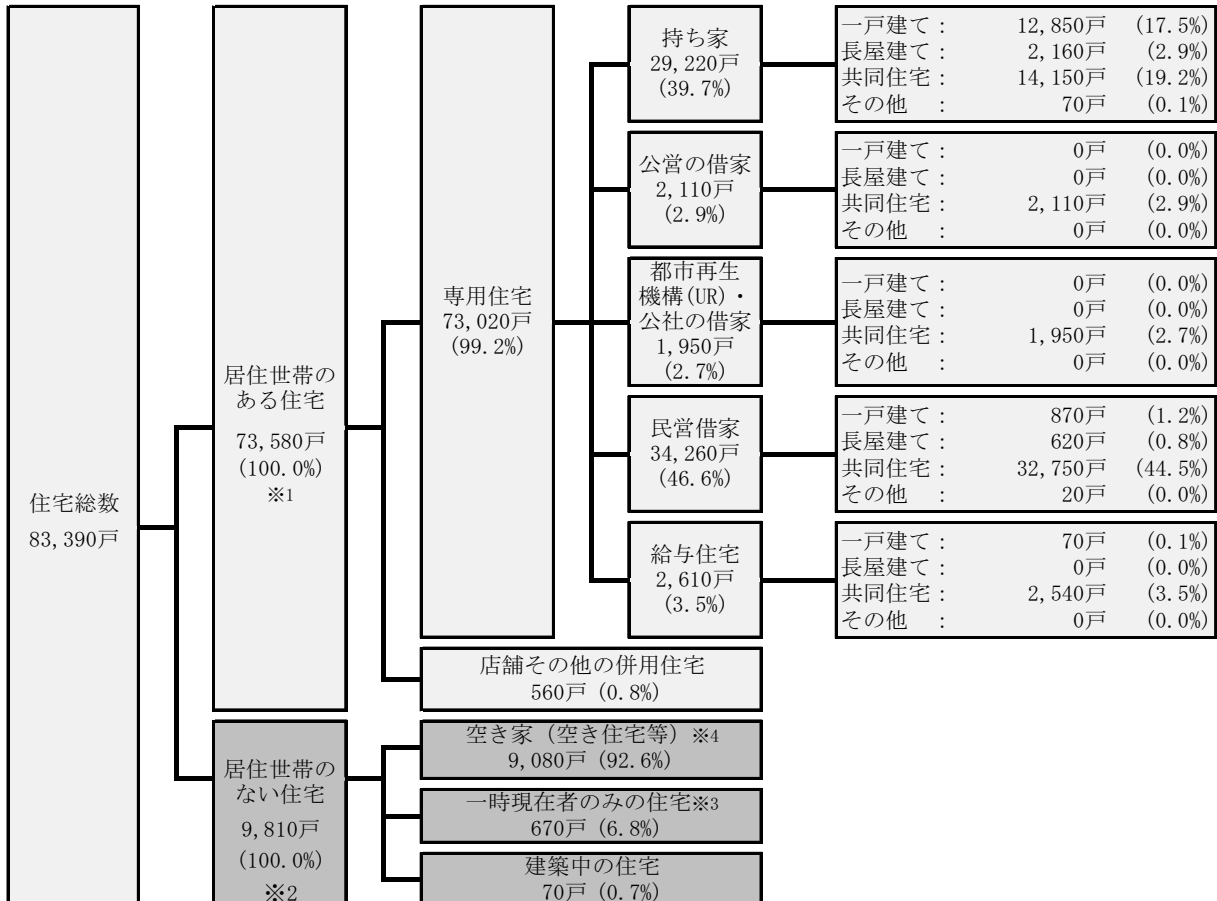 住宅総数
83,390戸
居住世帯の
ある住宅
73,580戸
(100.0%)
※1
専用住宅
73,020戸
(99.2%)
持ち家
29,220戸
(39.7%)
一戸建て： 12,850戸 (17.5%)
長屋建て： 2,160戸 (2.9%)
共同住宅： 14,150戸 (19.2%)
その他 ： 70戸 (0.1%)
公営の借家
2,110戸
(2.9%)
一戸建て： 0戸 (0.0%)
長屋建て： 0戸 (0.0%)
共同住宅： 2,110戸 (2.9%)
その他 ： 0戸 (0.0%)
都市再生
機構(UR)・
公社の借家
1,950戸
(2.7%)
一戸建て： 0戸 (0.0%)
長屋建て： 0戸 (0.0%)
共同住宅： 1,950戸 (2.7%)
その他 ： 0戸 (0.0%)
民営借家
34,260戸
(46.6%)
一戸建て： 870戸 (1.2%)
長屋建て： 620戸 (0.8%)
共同住宅： 32,750戸 (44.5%)
その他 ： 20戸 (0.0%)
給与住宅
2,610戸
(3.5%)
一戸建て： 70戸 (0.1%)
長屋建て： 0戸 (0.0%)
共同住宅： 2,540戸 (3.5%)
その他 ： 0戸 (0.0%)
店舗その他の併用住宅
560戸 (0.8%)
居住世帯の
ない住宅
9,810戸
(100.0%)
※2
空き家（空き住宅等）※4
9,080戸 (92.6%)
一時現在者のみの住宅※3
670戸 (6.8%)
建築中の住宅
70戸 (0.7%)